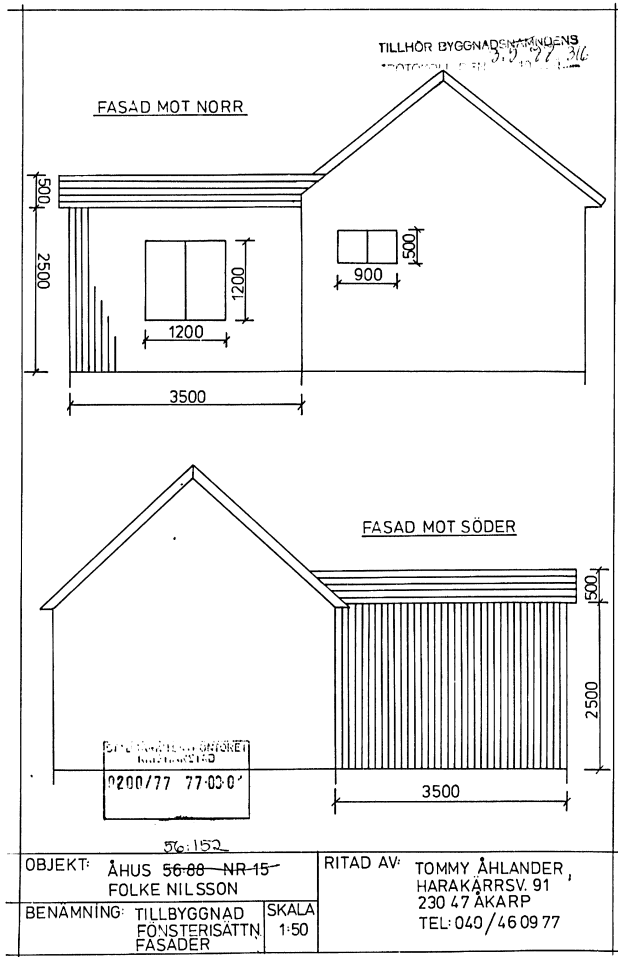 TILLHÖR BYGGNADSNÄMNDENS
FASAD MOT NORR
500
2500
1200
1200
500
900
3500
FASAD MOT SÖDER
500
2500
3500
0200/77 77-03-0
56:152
OBJEKT: ÅHUS 56-88 NR 15
FOLKE NILSSON
BENÄMNING: TILLBYGGNAD
FÖNSTERISÄTTN.
FASADER
SKALA
1:50
RITAD AV: TOMMY ÅHLANDER,
HARAKÄRRSV. 91
230 47 ÅKARP
TEL: 040/46 09 77